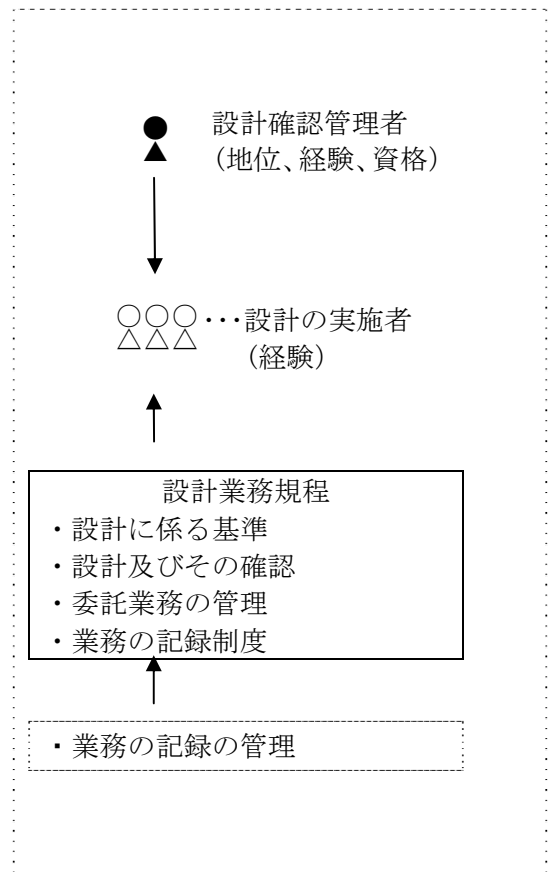 設計確認管理者
(地位、経験、資格)
・・・設計の実施者
(経験)
設計業務規程
・設計に係る基準
・設計及びその確認
・委託業務の管理
・業務の記録制度
・業務の記録の管理